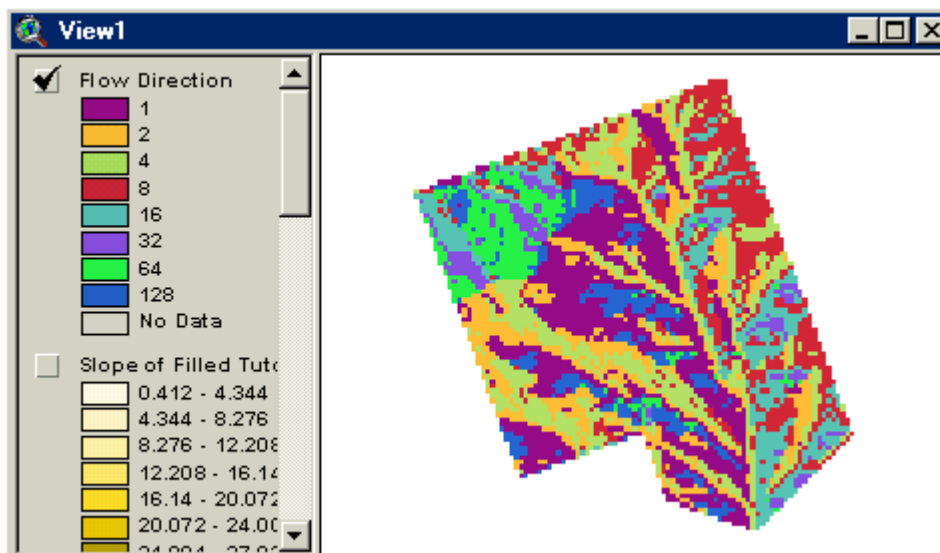 View1
Flow Direction
1
2
4
8
16
32
64
128
No Data
Slope of Filled Tuto
0.412 - 4.344
4.344 - 8.276
8.276 - 12.208
12.208 - 16.14
16.14 - 20.072
20.072 - 24.00